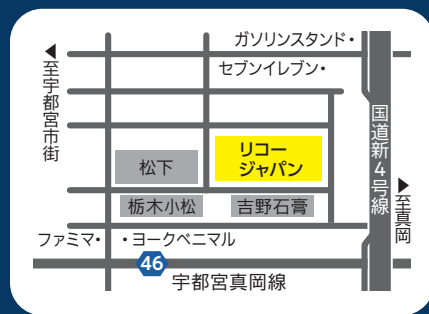 ガソリンスタンド・
セブンイレブン・
至宇都宮市街
国道新4号線
松下
リコー
ジャパン
至真岡
栃木小松
吉野石膏
ファミマ・
・ヨークベニマル
46
宇都宮真岡線